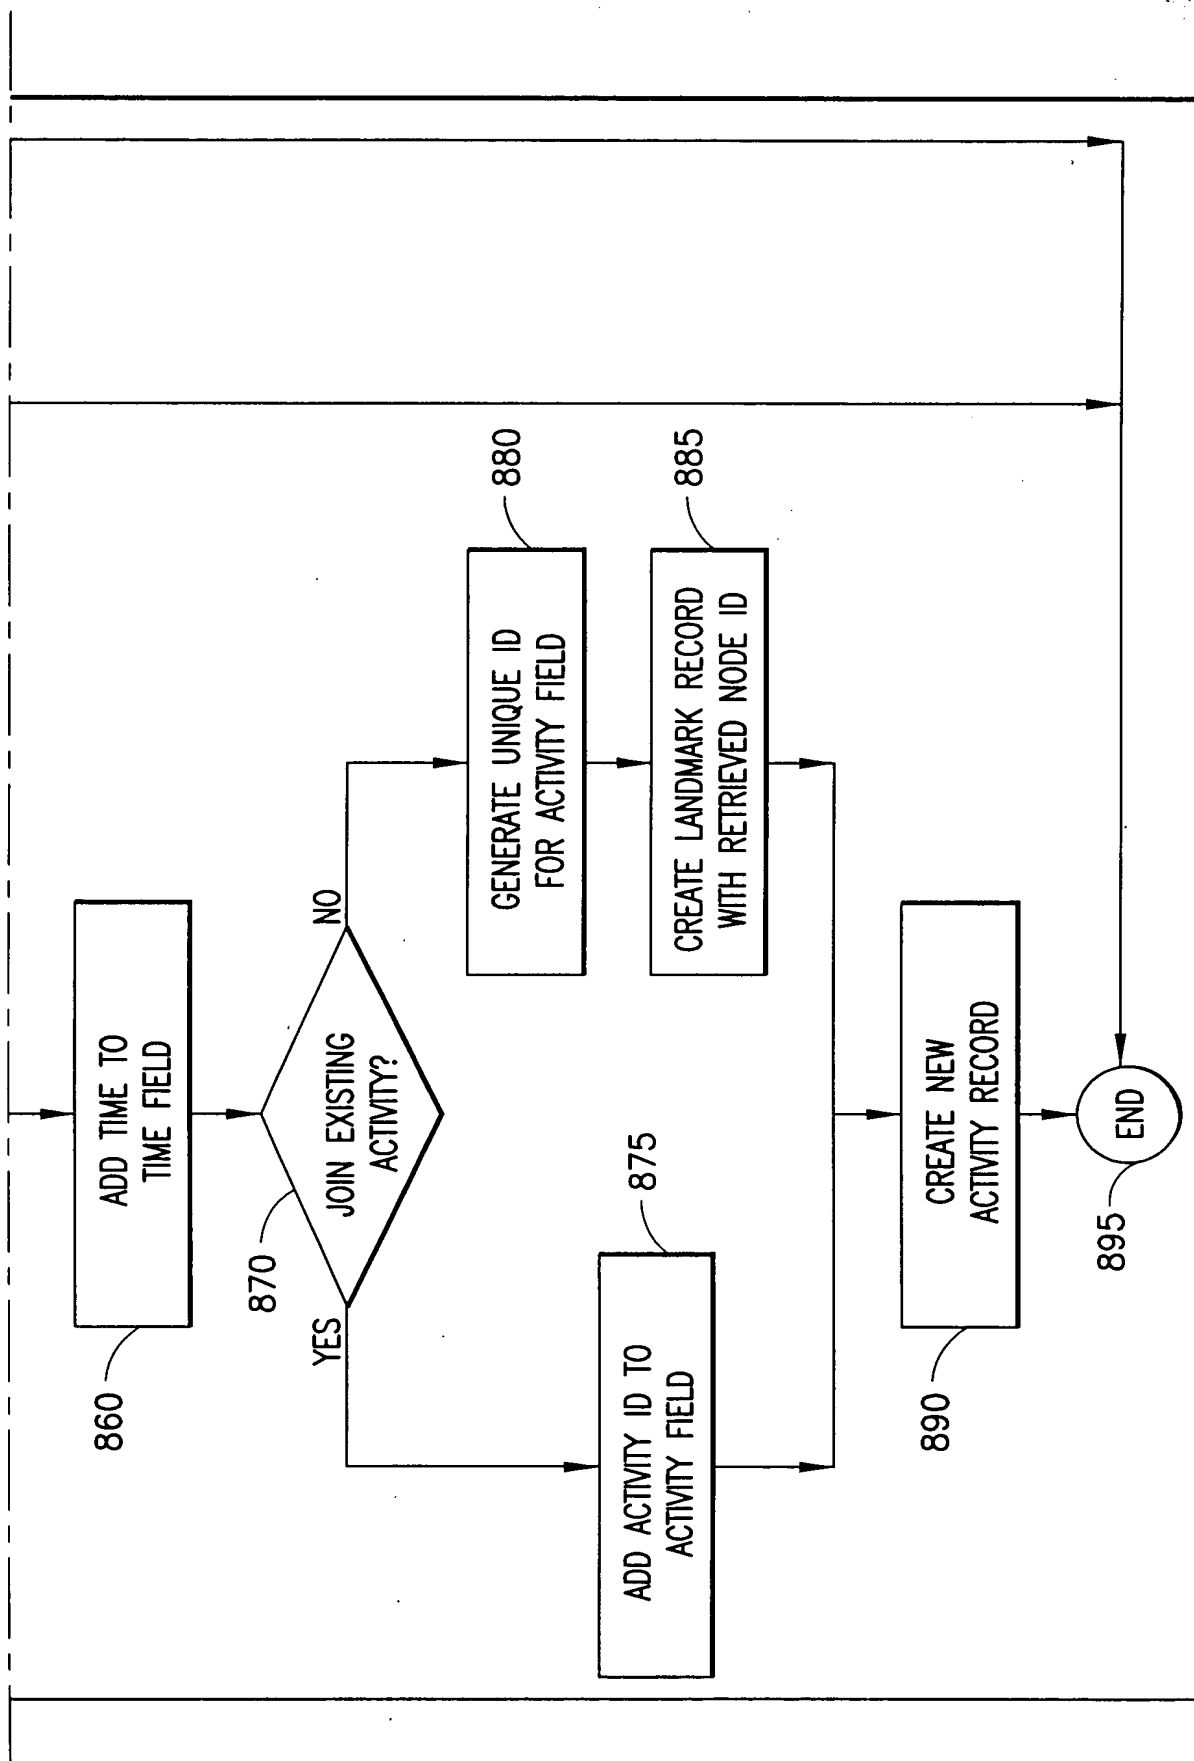 860
ADD TIME TO
TIME FIELD
870
JOIN EXISTING
ACTIVITY?
YES
NO
875
ADD ACTIVITY ID TO
ACTIVITY FIELD
880
GENERATE UNIQUE ID
FOR ACTIVITY FIELD
885
CREATE LANDMARK RECORD
WITH RETRIEVED NODE ID
890
CREATE NEW
ACTIVITY RECORD
895
END